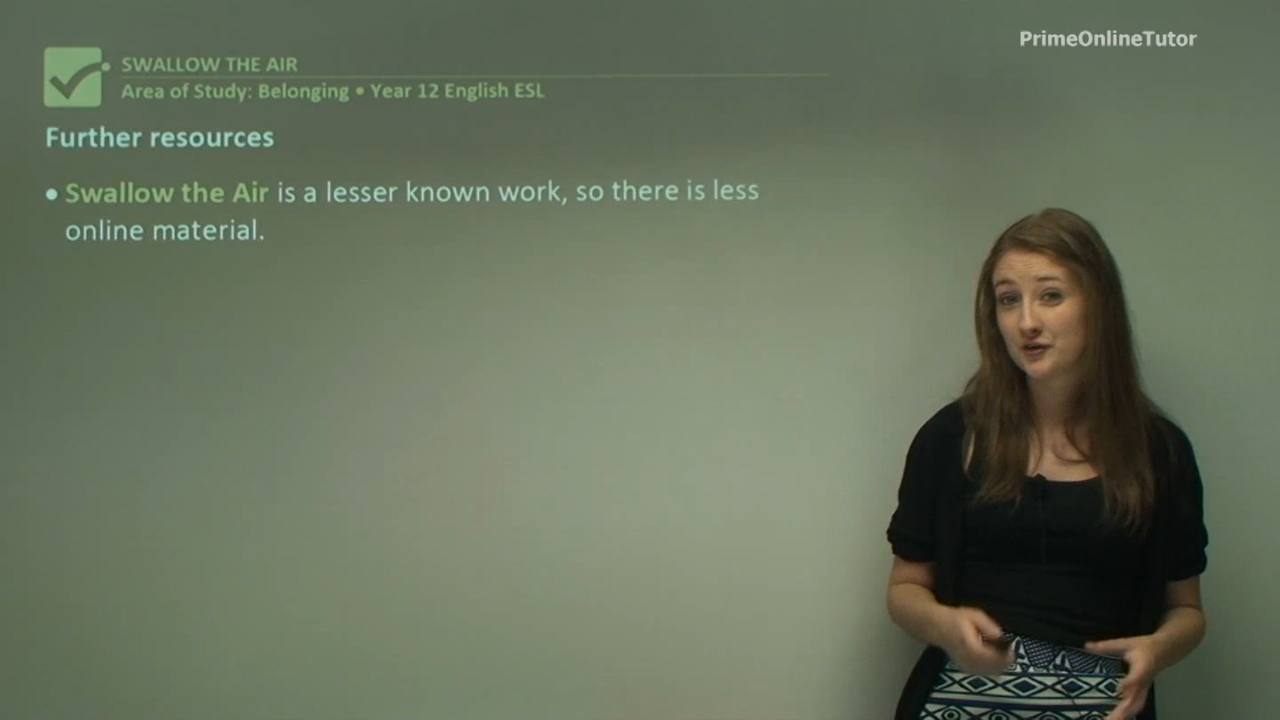 PrimeOnlineTutor
SWALLOW THE AIR
Area of Study: Belonging • Year 12 English ESL
Further resources
• Swallow the Air is a lesser known work, so there is less
online material.